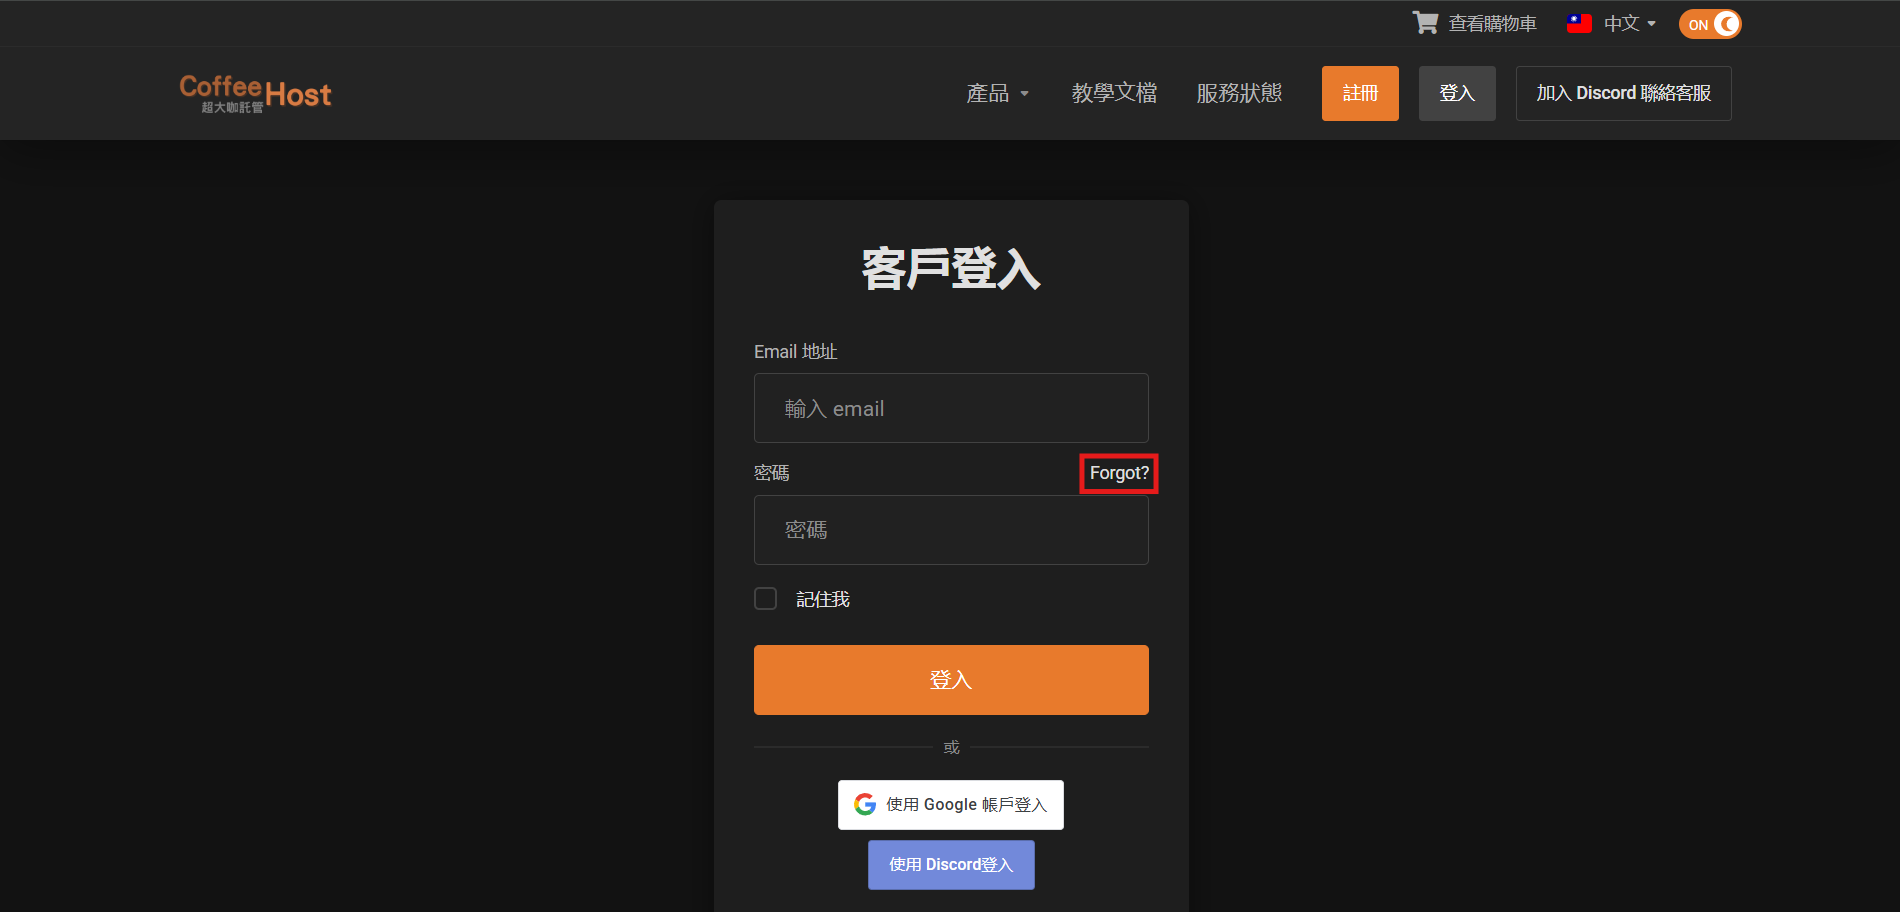 查看購物車
中文
ON
Coffee Host
超大咖託管
產品
教學文檔
服務狀態
註冊
登入
加入 Discord 聯絡客服
客戶登入
Email 地址
輸入 email
密碼
Forgot?
密碼
記住我
登入
或
使用 Google 帳戶登入
使用 Discord登入